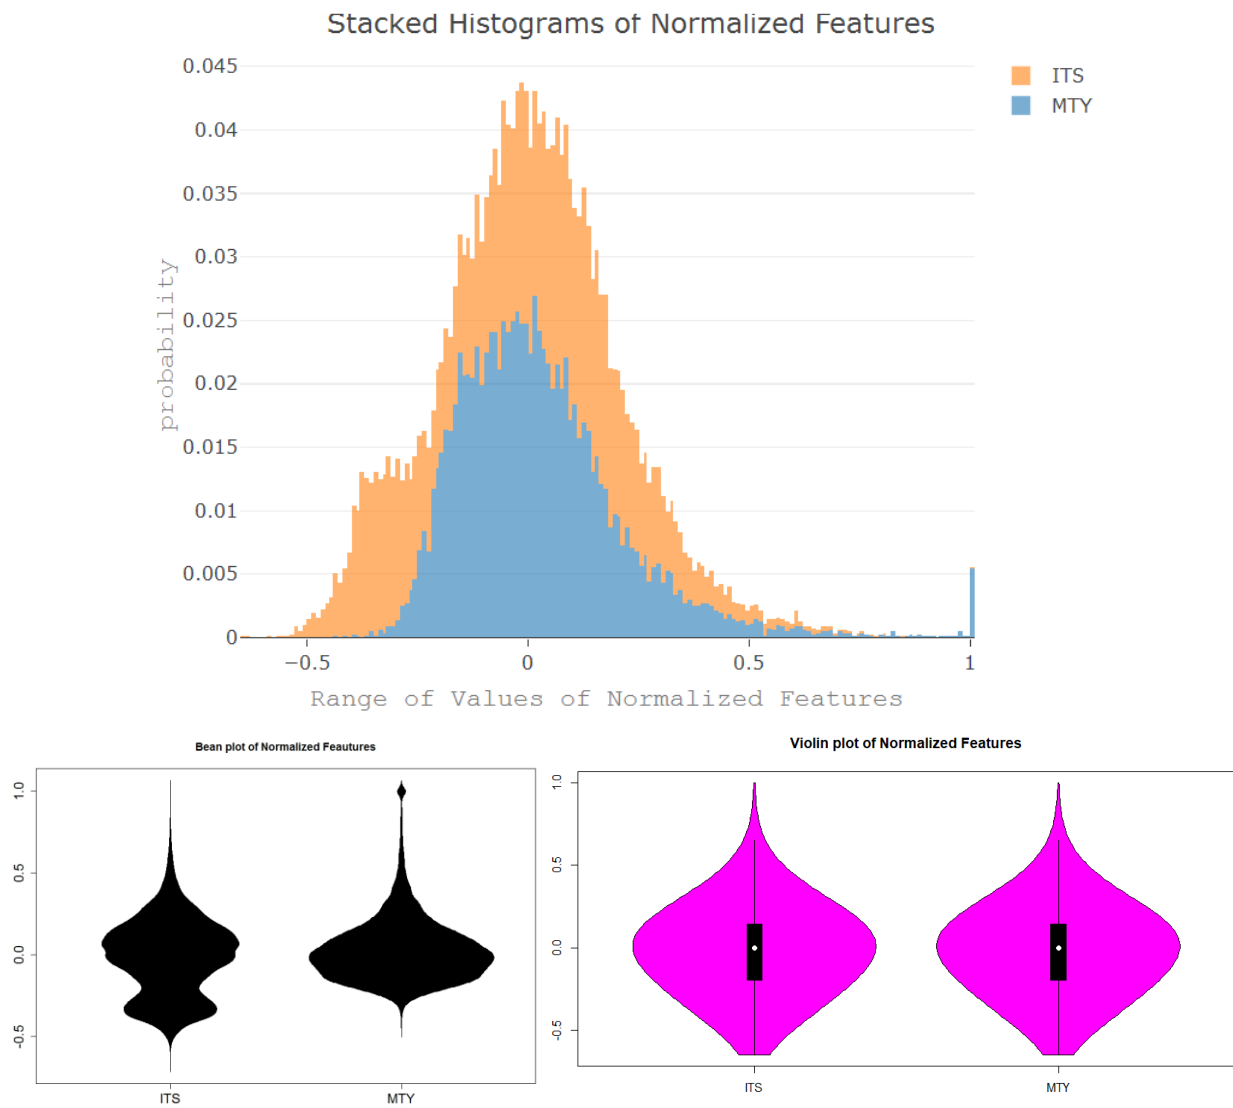 Stacked Histograms of Normalized Features
ITS
MTY
0.045
0.04
0.035
0.03
0.025
0.02
0.015
0.01
0.005
0
probability
−0.5
0
0.5
1
Range of Values of Normalized Features
Bean plot of Normalized Feautures
1.0
0.5
0.0
-0.5
ITS
MTY
Violin plot of Normalized Features
1.0
0.5
0.0
-0.5
ITS
MTY